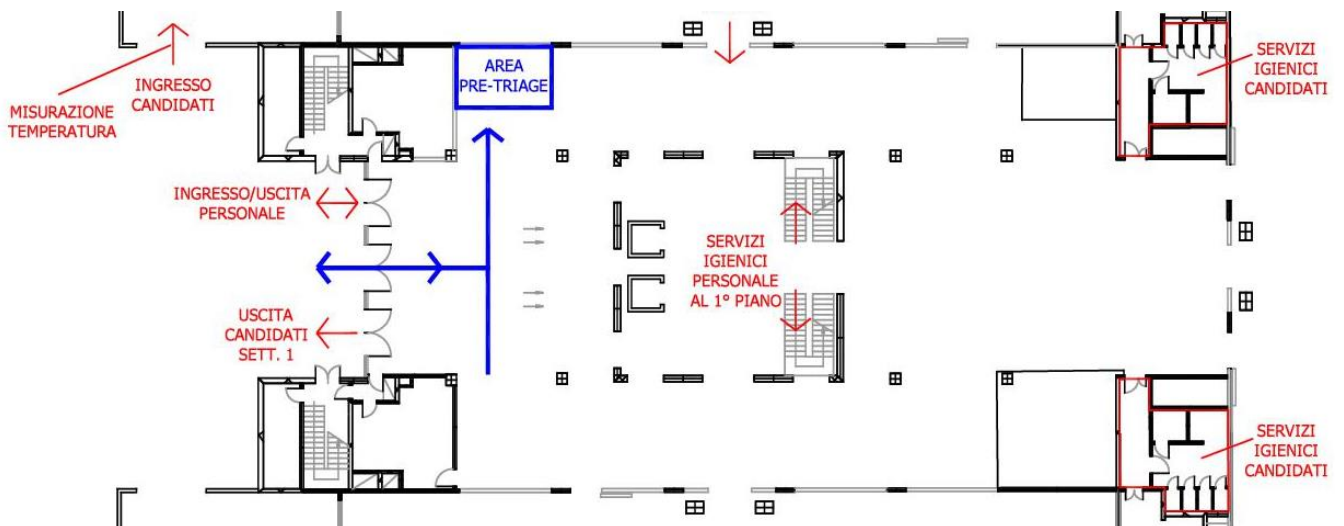 INGRESSO
CANDIDATI
MISURAZIONE
TEMPERATURA
AREA
PRE-TRIAGE
SERVIZI
IGIENICI
CANDIDATI
INGRESSO/USCITA
PERSONALE
SERVIZI
IGIENICI
PERSONALE
AL 1° PIANO
USCITA
CANDIDATI
SETT. 1
SERVIZI
IGIENICI
CANDIDATI